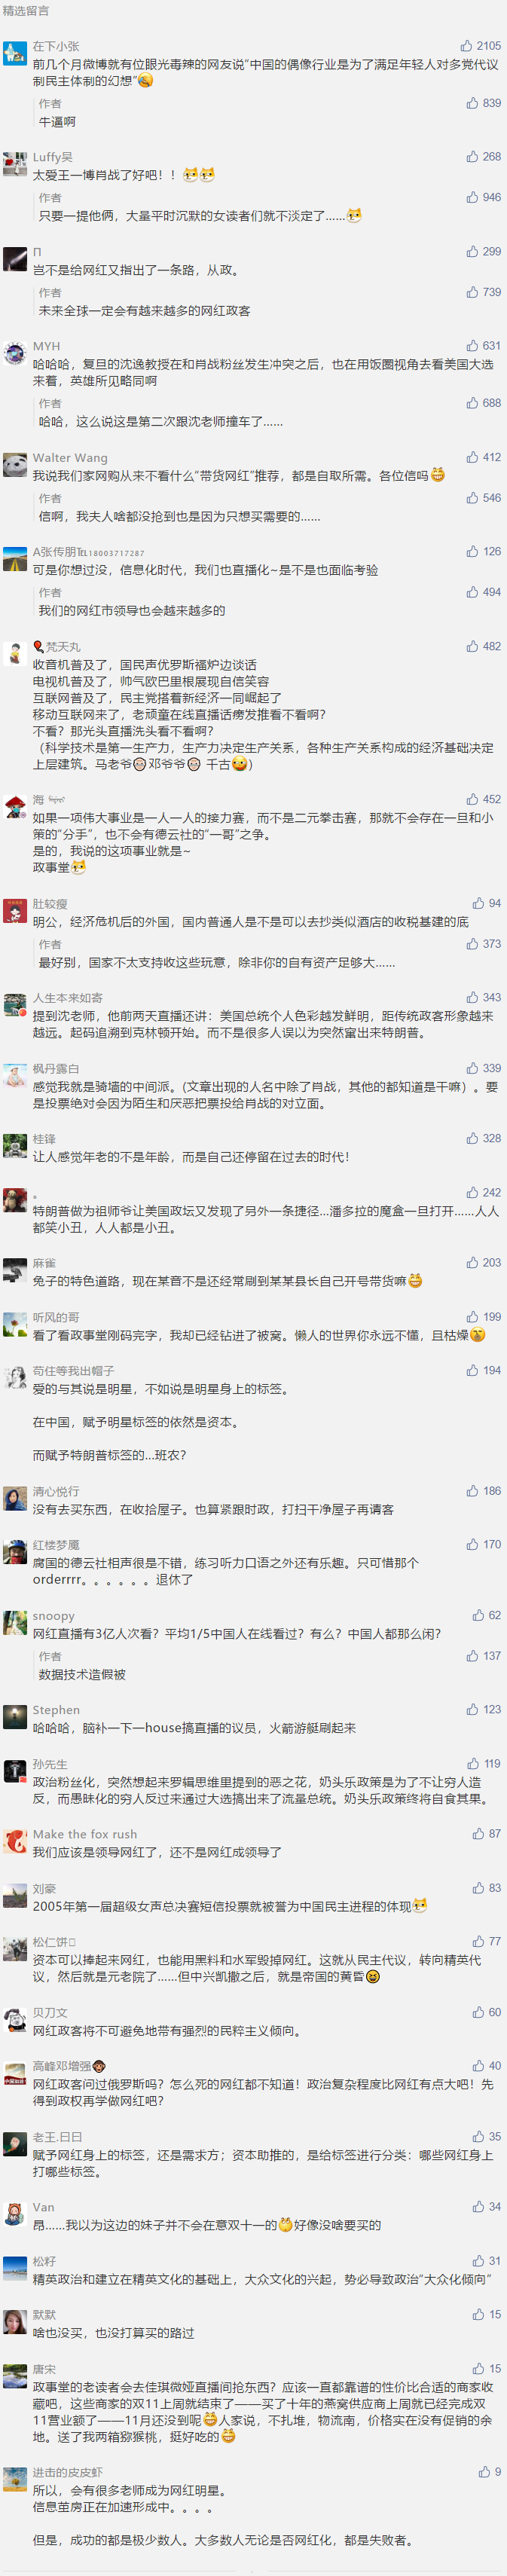 精选留言
在下小张
2105
前几个月微博就有位眼光毒辣的网友说"中国的偶像行业是为了满足年轻人对多党代议
制民主体制的幻想"
作者
839
牛逼啊
Luffy吴
268
太爱王一博肖战了好吧！！
作者
946
只要一提他俩，大量平时沉默的女读者们就不淡定了……
299
岂不是给网红又指出了一条路，从政。
作者
739
未来全球一定会有越来越多的网红政客
MYH
631
哈哈哈，复旦的沈逸教授在和肖战粉丝发生冲突之后，也在用饭圈视角去看美国大选
来着，英雄所见略同啊
作者
688
哈哈，这么说这是第二次跟沈老师撞车了……
Walter Wang
412
我说我们家网购从来不看什么"带货网红"推荐，都是自取所需。各位信吗
作者
546
信啊，我夫人啥都没抢到也是因为只想买需要的……
A张传朋℡18003717287
126
可是你想过没，信息化时代，我们也直播化~是不是也面临考验
作者
494
我们的网红市领导也会越来越多的
梵天丸
482
收音机普及了，国民声优罗斯福炉边谈话
电视机普及了，帅气欧巴里根展现自信笑容
互联网普及了，民主党搭着新经济一同崛起了
移动互联网来了，老顽童在线直播话痨发推看不看啊？
不看？那光头直播洗头看不看啊？
（科学技术是第一生产力，生产力决定生产关系，各种生产关系构成的经济基础决定
上层建筑。马老爷 邓爷爷 千古 ）
海
452
如果一项伟大事业是一人一人的接力赛，而不是二元拳击赛，那就不会存在一旦和小
策的"分手"，也不会有德云社的"一哥"之争。
是的，我说的这项事业就是~
政事堂
肚较瘦
94
明公，经济危机后的外国，国内普通人是不是可以去抄类似酒店的收税基建的底
作者
373
最好别，国家不太支持收这些玩意，除非你的自有资产足够大……
人生本来如寄
343
提到沈老师，他前两天直播还讲：美国总统个人色彩越发鲜明，距传统政客形象越来
越远。起码追溯到克林顿开始。而不是很多人误以为突然窜出来特朗普。
枫丹露白
339
感觉我就是骑墙的中间派。(文章出现的人名中除了肖战，其他的都知道是干嘛）。要
是投票绝对会因为陌生和厌恶把票投给肖战的对立面。
桂锋
328
让人感觉年老的不是年龄，而是自己还停留在过去的时代！
。
242
特朗普做为祖师爷让美国政坛又发现了另外一条捷径……潘多拉的魔盒一旦打开……人人
都笑小丑，人人都是小丑。
麻雀
203
兔子的特色道路，现在某音不是还经常刷到某某县长自己开号带货嘛
听风的哥
199
看了看政事堂刚码完字，我却已经钻进了被窝。懒人的世界你永远不懂，且枯燥
苟住等我出帽子
194
爱的与其说是明星，不如说是明星身上的标签。
在中国，赋予明星标签的依然是资本。
而赋予特朗普标签的...班农？
清心悦行
186
没有去买东西，在收拾屋子。也算紧跟时政，打扫干净屋子再请客
红楼梦魇
170
腐国的德云社相声很是不错，练习听力口语之外还有乐趣。只可惜那个
orderrrr。。。。。。退休了
snoopy
62
网红直播有3亿人次看？平均1/5中国人在线看过？有么？中国人都那么闲？
作者
137
数据技术造假被
Stephen
123
哈哈哈，脑补一下一house搞直播的议员，火箭游艇刷起来
孙先生
119
政治粉丝化，突然想起来罗辑思维里提到的恶之花，奶头乐政策是为了不让穷人造
反，而愚昧化的穷人反过来通过大选搞出来了流量总统。奶头乐政策终将自食其果。
Make the fox rush
87
我们应该是领导网红了，还不是网红成领导了
刘豪
83
2005年第一届超级女声总决赛短信投票就被誉为中国民主进程的体现
松仁饼
77
资本可以捧起来网红，也能用黑料和水军毁掉网红。这就从民主代议，转向精英代
议，然后就是元老院了……但中兴凯撒之后，就是帝国的黄昏
贝刀文
60
网红政客将不可避免地带有强烈的民粹主义倾向。
高峰邓增强
40
网红政客问过俄罗斯吗？怎么死的网红都不知道！政治复杂程度比网红有点大吧！先
得到政权再学做网红吧？
老王.曰曰
35
赋予网红身上的标签，还是需求方；资本助推的，是给标签进行分类：哪些网红身上
打哪些标签。
Van
34
昂……我以为这边的妹子并不会在意双十一的 好像没啥要买的
松籽
31
精英政治和建立在精英文化的基础上，大众文化的兴起，势必导致政治"大众化倾向"
默默
15
啥也没买，也没打算买的路过
唐宋
15
政事堂的老读者会去佳琪微娅直播间抢东西？应该一直都靠谱的性价比合适的商家收
藏吧，这些商家的双11上周就结束了——买了十年的燕窝供应商上周就已经完成双
11营业额了——11月还没到呢 人家说，不扎堆，物流南，价格实在没有促销的余
地。送了我两箱猕猴桃，挺好吃的
进击的皮皮虾
9
所以，会有很多老师成为网红明星。
信息茧房正在加速形成中。。。。
但是，成功的都是极少数人。大多数人无论是否网红化，都是失败者。